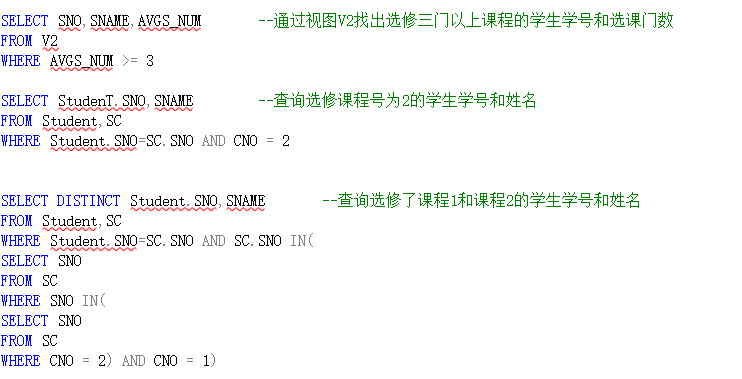 SELECT SNO,SNAME,AVGS_NUM --通过视图V2找出选修三门以上课程的学生学号和选课门数
FROM V2
WHERE AVGS_NUM >= 3
SELECT StudenT.SNO,SNAME --查询选修课程号为2的学生学号和姓名
FROM Student,SC
WHERE Student.SNO=SC.SNO AND CNO = 2
SELECT DISTINCT Student.SNO,SNAME --查询选修了课程1和课程2的学生学号和姓名
FROM Student,SC
WHERE Student.SNO=SC.SNO AND SC.SNO IN(
SELECT SNO
FROM SC
WHERE SNO IN(
SELECT SNO
FROM SC
WHERE CNO = 2) AND CNO = 1)